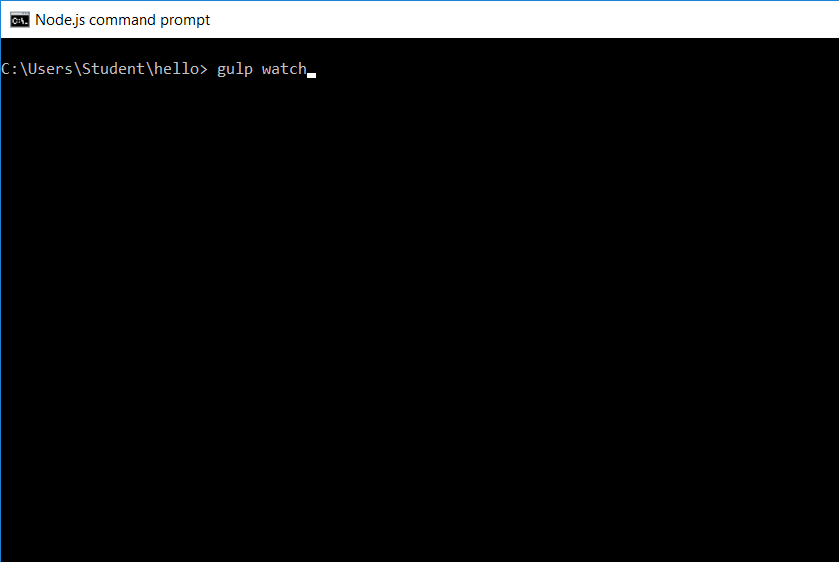 Node.js command prompt
C:\Users\Student\hello> gulp watch